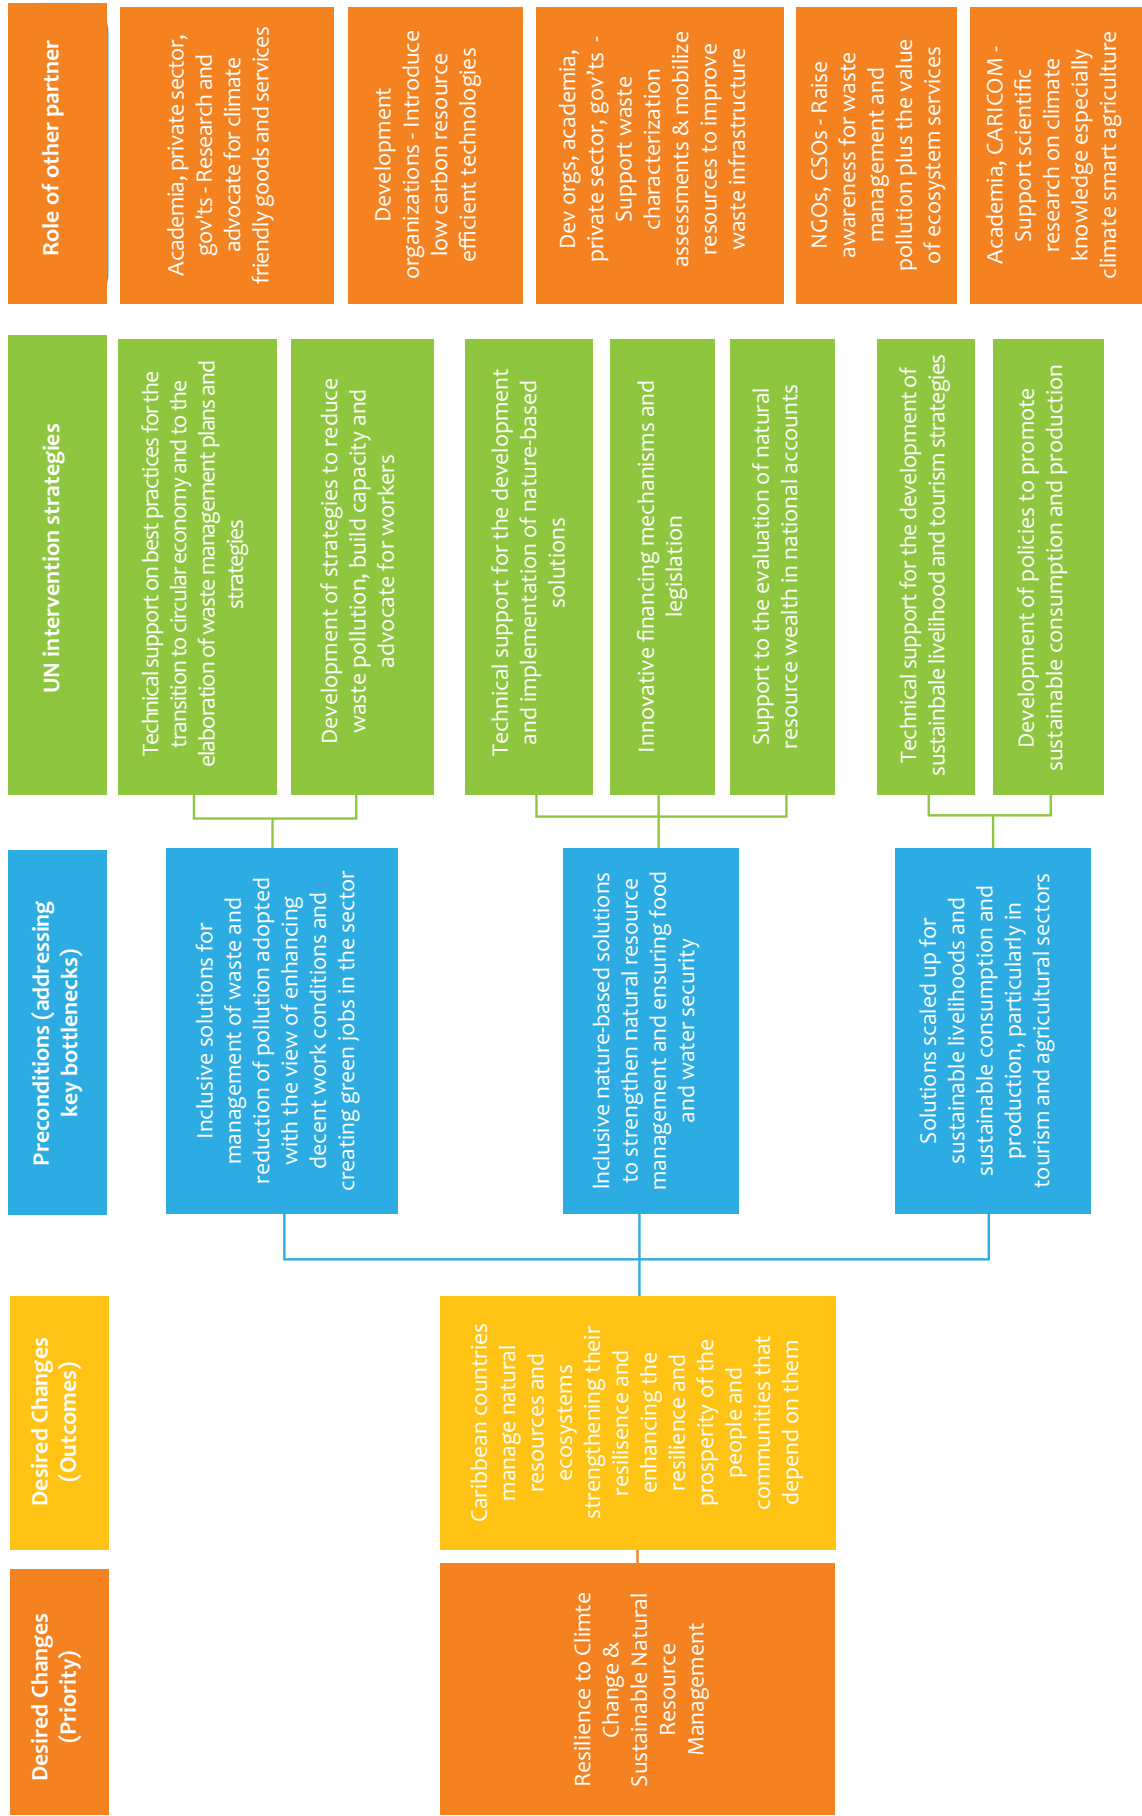 Desired Changes
(Priority)
Desired Changes
(Outcomes)
Preconditions (addressing
key bottlenecks)
UN intervention strategies
Role of other partner
Resilience to Climte
Change &
Sustainable Natural
Resource
Management
Caribbean countries
manage natural
resources and
ecosystems
strengthening their
resilisence and
enhancing the
resilience and
prosperity of the
people and
communities that
depend on them
Inclusive solutions for
management of waste and
reduction of pollution adopted
with the view of enhancing
decent work conditions and
creating green jobs in the sector
Inclusive nature-based solutions
to strengthen natural resource
management and ensuring food
and water security
Solutions scaled up for
sustainable livelihoods and
sustainable consumption and
production, particularly in
tourism and agricultural sectors
Technical support on best practices for the
transition to circular economy and to the
elaboration of waste management plans and
strategies
Development of strategies to reduce
waste pollution, build capacity and
advocate for workers
Technical support for the development
and implementation of nature-based
solutions
Innovative financing mechanisms and
legislation
Support to the evaluation of natural
resource wealth in national accounts
Technical support for the development of
sustainbale livelihood and tourism strategies
Development of policies to promote
sustainable consumption and production
Academia, private sector,
gov'ts - Research and
advocate for climate
friendly goods and services
Development
organizations - Introduce
low carbon resource
efficient technologies
Dev orgs, academia,
private sector, gov'ts -
Support waste
characterization
assessments & mobilize
resources to improve
waste infrastructure
NGOs, CSOs - Raise
awareness for waste
management and
pollution plus the value
of ecosystem services
Academia, CARICOM -
Support scientific
research on climate
knowledge especially
climate smart agriculture